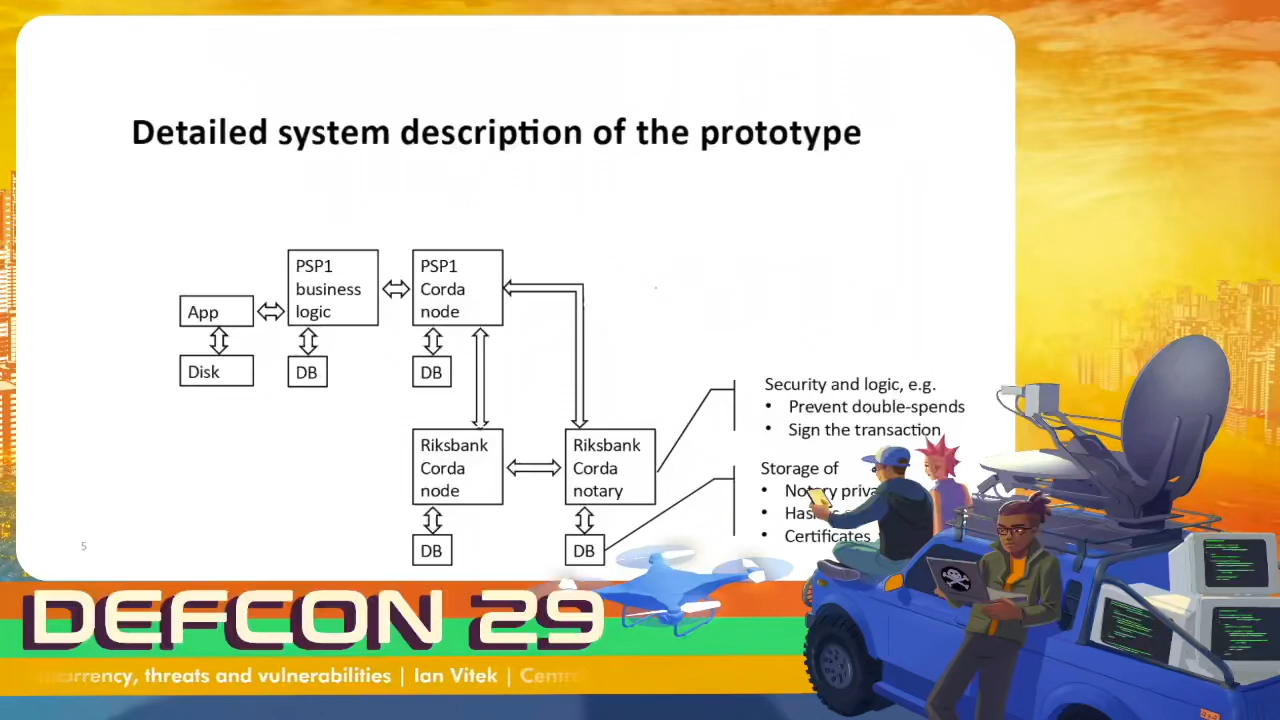 Detailed system description of the prototype
PSP1
business
logic
PSP1
Corda
node
App
Disk
DB
DB
Security and logic, e.g.
• Prevent double-spends
• Sign the transaction
Riksbank
Corda
node
Riksbank
Corda
notary
Storage of
• Notary
•
• Certificates
DB
DB
5
DEFCON 29
threats and vulnerabilities | Ian Vitek |